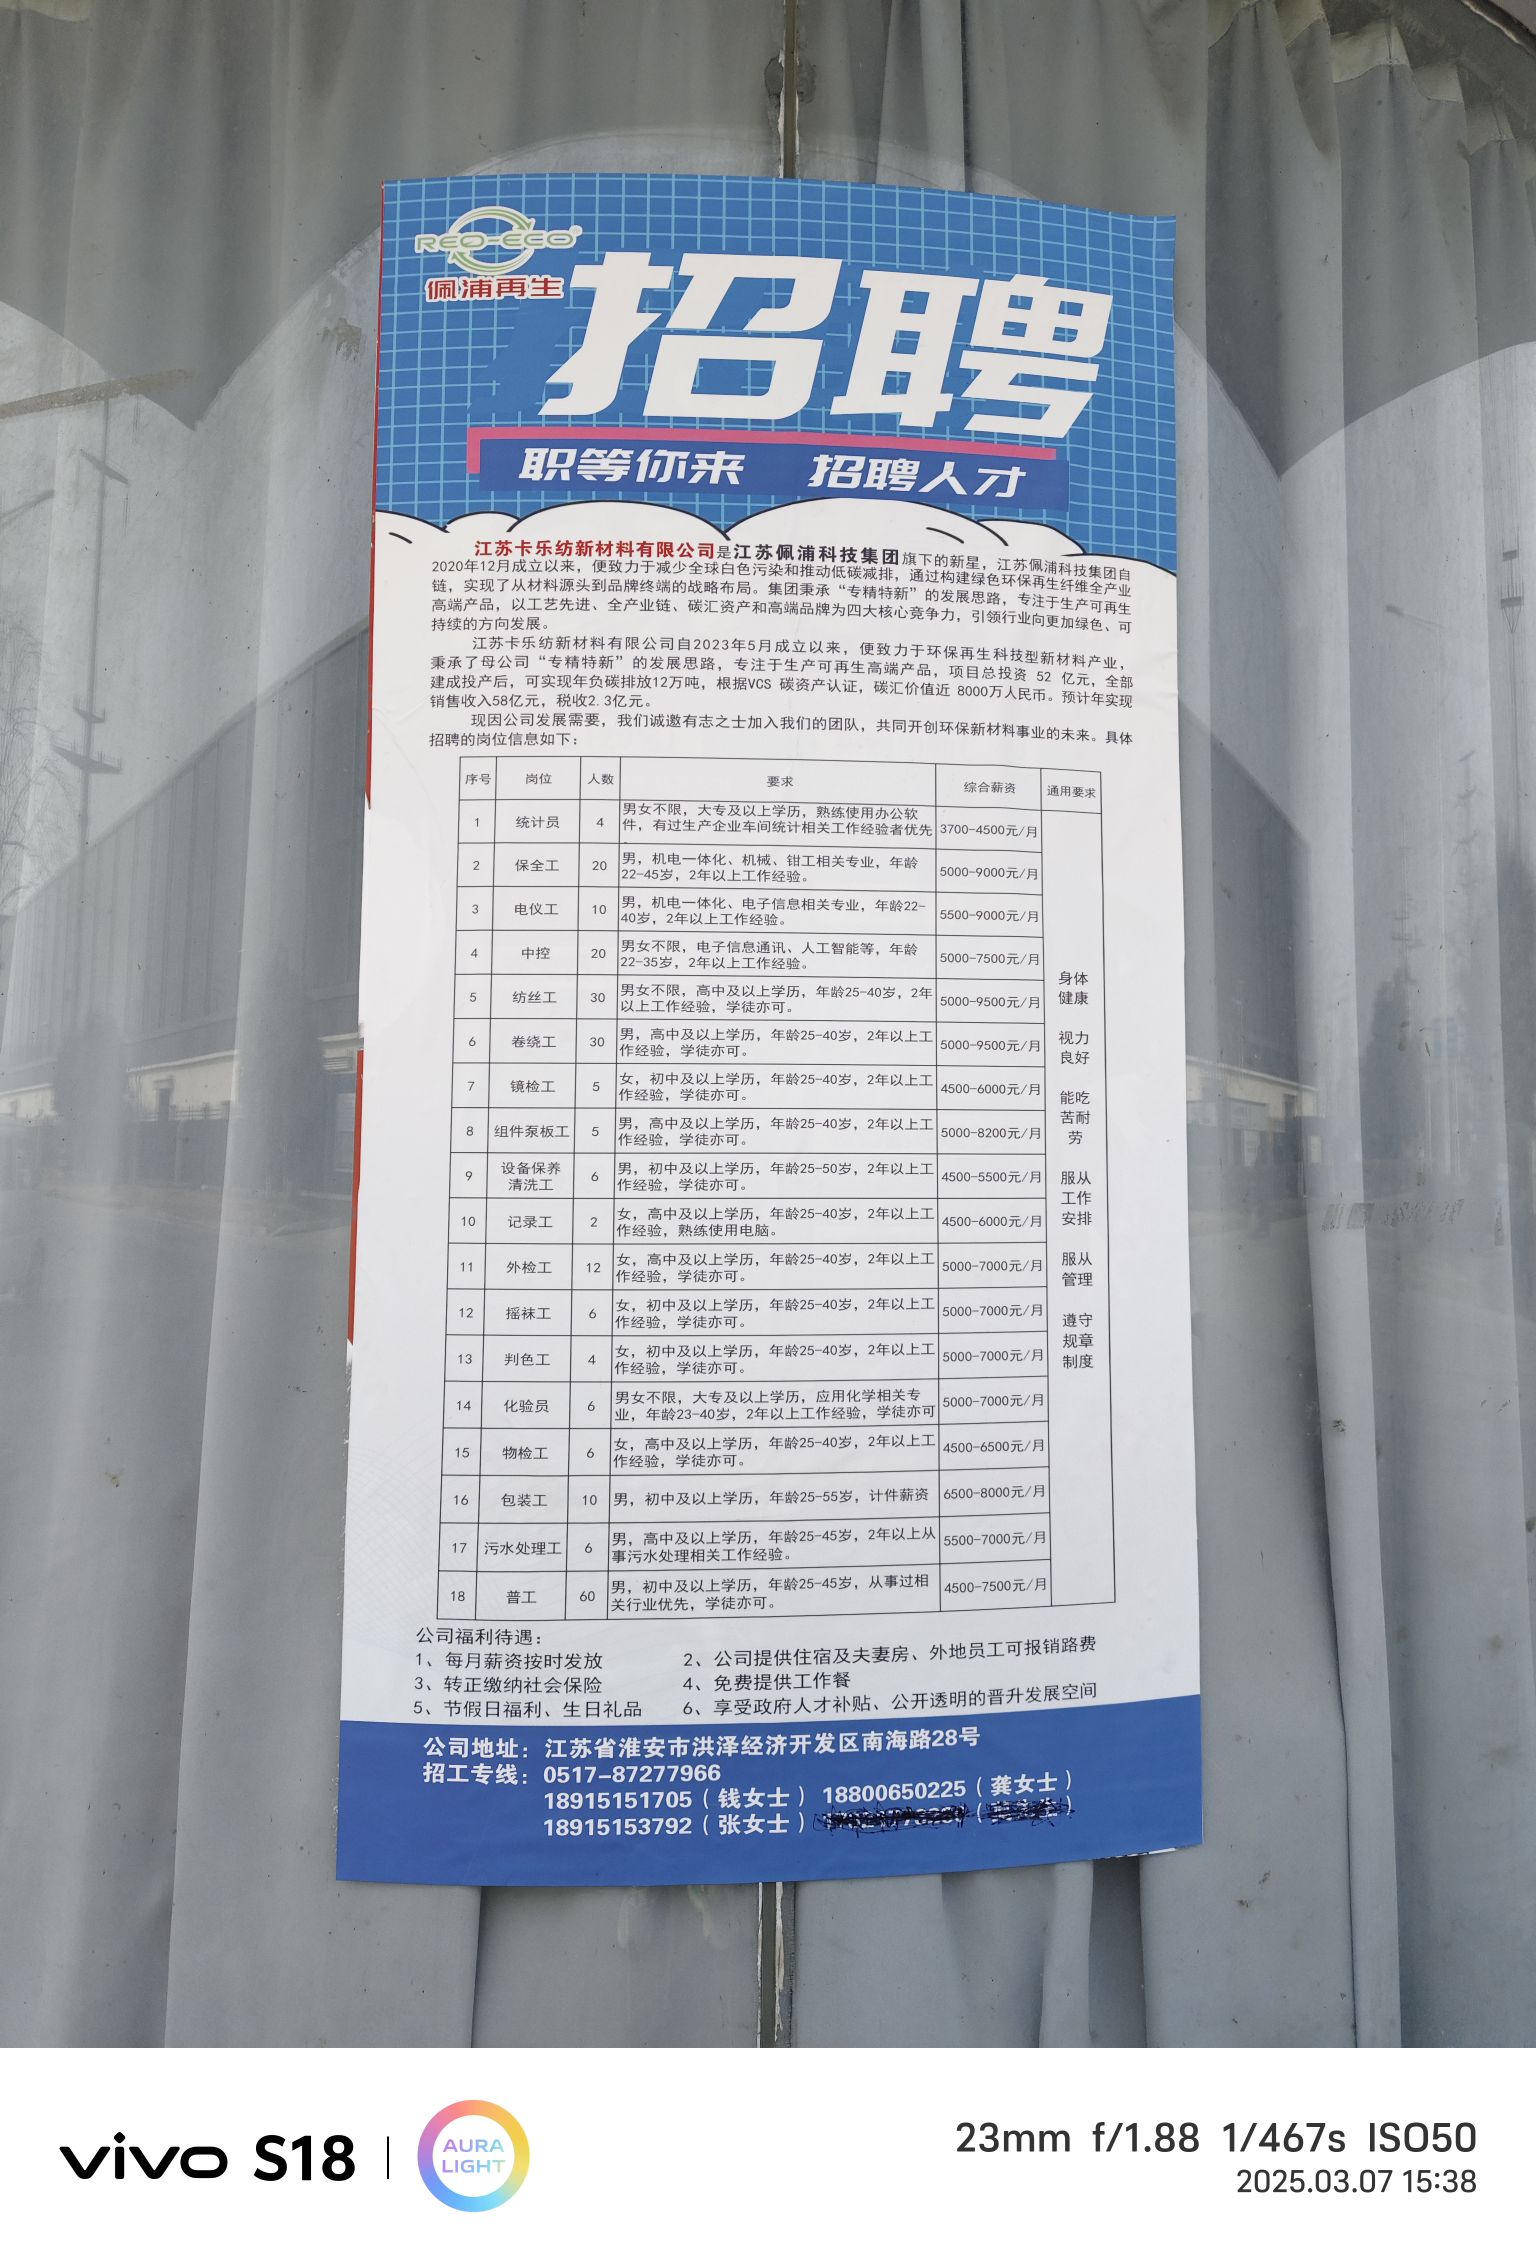 REO-ECO®
佩浦再生
招聘
职等你来 招聘人才
江苏卡乐纺新材料有限公司是江苏佩浦科技集团旗下的新星，江苏佩浦科技集团自
2020年12月成立以来，便致力于减少全球白色污染和推动低碳减排，通过构建绿色环保再生纤维全产业
链，实现了从材料源头到品牌终端的战略布局。集团秉承“专精特新”的发展思路，专注于生产可再生
高端产品，以工艺先进、全产业链、碳汇资产和高端品牌为四大核心竞争力，引领行业向更加绿色、可
持续的方向发展。
江苏卡乐纺新材料有限公司自2023年5月成立以来，便致力于环保再生科技型新材料产业，
秉承了母公司“专精特新”的发展思路，专注于生产可再生高端产品，项目总投资 52 亿元，全部
建成投产后，可实现年负碳排放12万吨，根据VCS 碳资产认证，碳汇价值近 8000万人民币。预计年实现
销售收入58亿元，税收2.3亿元。
现因公司发展需要，我们诚邀有志之士加入我们的团队，共同开创环保新材料事业的未来。具体
招聘的岗位信息如下：
序号 岗位 人数 要求 综合薪资 通用要求
1 统计员 4 男女不限，大专及以上学历，熟练使用办公软
件，有过生产企业车间统计相关工作经验者优先 3700-4500元/月
2 保全工 20 男，机电一体化、机械、钳工相关专业，年龄
22-45岁，2年以上工作经验。 5000-9000元/月
3 电仪工 10 男，机电一体化、电子信息相关专业，年龄22-
40岁，2年以上工作经验。 5500-9000元/月
4 中控 20 男女不限，电子信息通讯、人工智能等，年龄
22-35岁，2年以上工作经验。 5000-7500元/月
5 纺丝工 30 男女不限，高中及以上学历，年龄25-40岁，2年
以上工作经验，学徒亦可。 5000-9500元/月
6 卷绕工 30 男，高中及以上学历，年龄25-40岁，2年以上工
作经验，学徒亦可。 5000-9500元/月
7 镜检工 5 女，初中及以上学历，年龄25-40岁，2年以上工
作经验，学徒亦可。 4500-6000元/月
8 组件泵板工 5 男，高中及以上学历，年龄25-40岁，2年以上工
作经验，学徒亦可。 5000-8200元/月
9 设备保养
清洗工 6 男，初中及以上学历，年龄25-50岁，2年以上工
作经验，学徒亦可。 4500-5500元/月
10 记录工 2 女，高中及以上学历，年龄25-40岁，2年以上工
作经验，熟练使用电脑。 4500-6000元/月
11 外检工 12 女，高中及以上学历，年龄25-40岁，2年以上工
作经验，学徒亦可。 5000-7000元/月
12 摇袜工 6 女，初中及以上学历，年龄25-40岁，2年以上工
作经验，学徒亦可。 5000-7000元/月
13 判色工 4 女，初中及以上学历，年龄25-40岁，2年以上工
作经验，学徒亦可。 5000-7000元/月
14 化验员 6 男女不限，大专及以上学历，应用化学相关专
业，年龄23-40岁，2年以上工作经验，学徒亦可 5000-7000元/月
15 物检工 6 女，高中及以上学历，年龄25-40岁，2年以上工
作经验，学徒亦可。 4500-6500元/月
16 包装工 10 男，初中及以上学历，年龄25-55岁，计件薪资 6500-8000元/月
17 污水处理工 6 男，高中及以上学历，年龄25-45岁，2年以上从
事污水处理相关工作经验。 5500-7000元/月
18 普工 60 男，初中及以上学历，年龄25-45岁，从事过相
关行业优先，学徒亦可。 4500-7500元/月
身体
健康
视力
良好
能吃
苦耐
劳
服从
工作
安排
服从
管理
遵守
规章
制度
公司福利待遇：
1、每月薪资按时发放 2、公司提供住宿及夫妻房、外地员工可报销路费
3、转正缴纳社会保险 4、免费提供工作餐
5、节假日福利、生日礼品 6、享受政府人才补贴、公开透明的晋升发展空间
公司地址：江苏省淮安市洪泽经济开发区南海路28号
招工专线：0517-87277966
18915151705（钱女士） 18800650225（龚女士）
18915153792（张女士）
vivo S18 AURA
LIGHT
23mm f/1.88 1/467s ISO50
2025.03.07 15:38